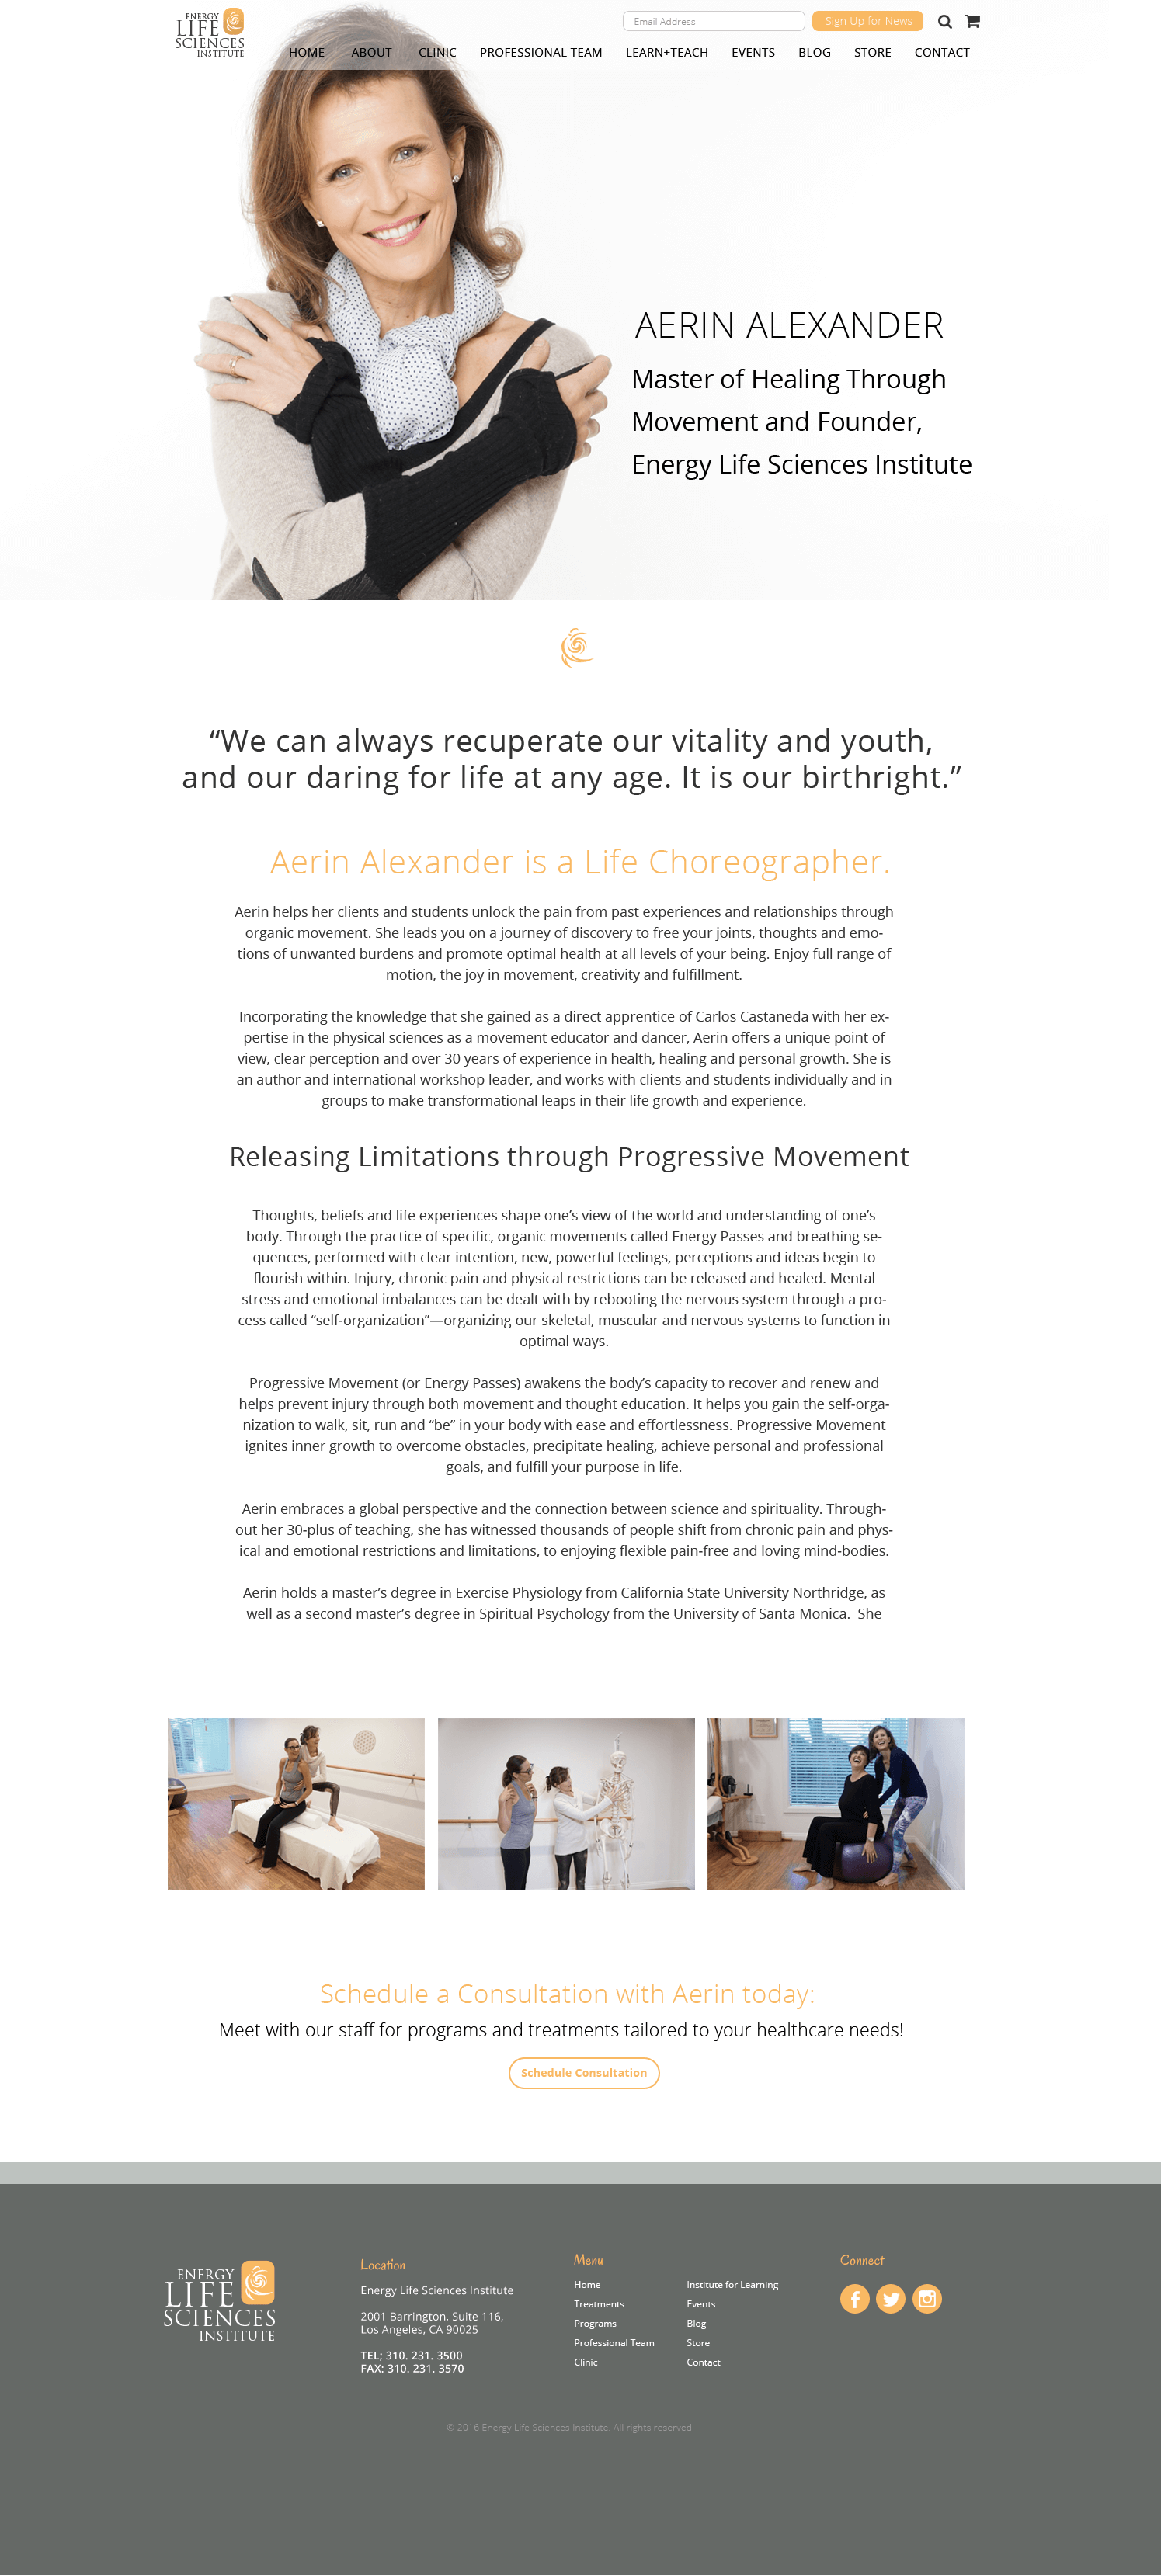 ENERGY
LIFE
SCIENCES
INSTITUTE
Email Address
Sign Up for News
HOME ABOUT CLINIC PROFESSIONAL TEAM LEARN+TEACH EVENTS BLOG STORE CONTACT
AERIN ALEXANDER
Master of Healing Through
Movement and Founder,
Energy Life Sciences Institute
“We can always recuperate our vitality and youth,
and our daring for life at any age. It is our birthright.”
Aerin Alexander is a Life Choreographer.
Aerin helps her clients and students unlock the pain from past experiences and relationships through
organic movement. She leads you on a journey of discovery to free your joints, thoughts and emo-
tions of unwanted burdens and promote optimal health at all levels of your being. Enjoy full range of
motion, the joy in movement, creativity and fulfillment.
Incorporating the knowledge that she gained as a direct apprentice of Carlos Castaneda with her ex-
pertise in the physical sciences as a movement educator and dancer, Aerin offers a unique point of
view, clear perception and over 30 years of experience in health, healing and personal growth. She is
an author and international workshop leader, and works with clients and students individually and in
groups to make transformational leaps in their life growth and experience.
Releasing Limitations through Progressive Movement
Thoughts, beliefs and life experiences shape one’s view of the world and understanding of one’s
body. Through the practice of specific, organic movements called Energy Passes and breathing se-
quences, performed with clear intention, new, powerful feelings, perceptions and ideas begin to
flourish within. Injury, chronic pain and physical restrictions can be released and healed. Mental
stress and emotional imbalances can be dealt with by rebooting the nervous system through a pro-
cess called “self-organization”—organizing our skeletal, muscular and nervous systems to function in
optimal ways.
Progressive Movement (or Energy Passes) awakens the body’s capacity to recover and renew and
helps prevent injury through both movement and thought education. It helps you gain the self-orga-
nization to walk, sit, run and “be” in your body with ease and effortlessness. Progressive Movement
ignites inner growth to overcome obstacles, precipitate healing, achieve personal and professional
goals, and fulfill your purpose in life.
Aerin embraces a global perspective and the connection between science and spirituality. Through-
out her 30-plus of teaching, she has witnessed thousands of people shift from chronic pain and phys-
ical and emotional restrictions and limitations, to enjoying flexible pain-free and loving mind-bodies.
Aerin holds a master’s degree in Exercise Physiology from California State University Northridge, as
well as a second master’s degree in Spiritual Psychology from the University of Santa Monica. She
Schedule a Consultation with Aerin today:
Meet with our staff for programs and treatments tailored to your healthcare needs!
Schedule Consultation
ENERGY
LIFE
SCIENCES
INSTITUTE
Location
Energy Life Sciences Institute
2001 Barrington, Suite 116,
Los Angeles, CA 90025
TEL; 310. 231. 3500
FAX: 310. 231. 3570
Menu
Home
Treatments
Programs
Professional Team
Clinic
Institute for Learning
Events
Blog
Store
Contact
Connect
© 2016 Energy Life Sciences Institute. All rights reserved.